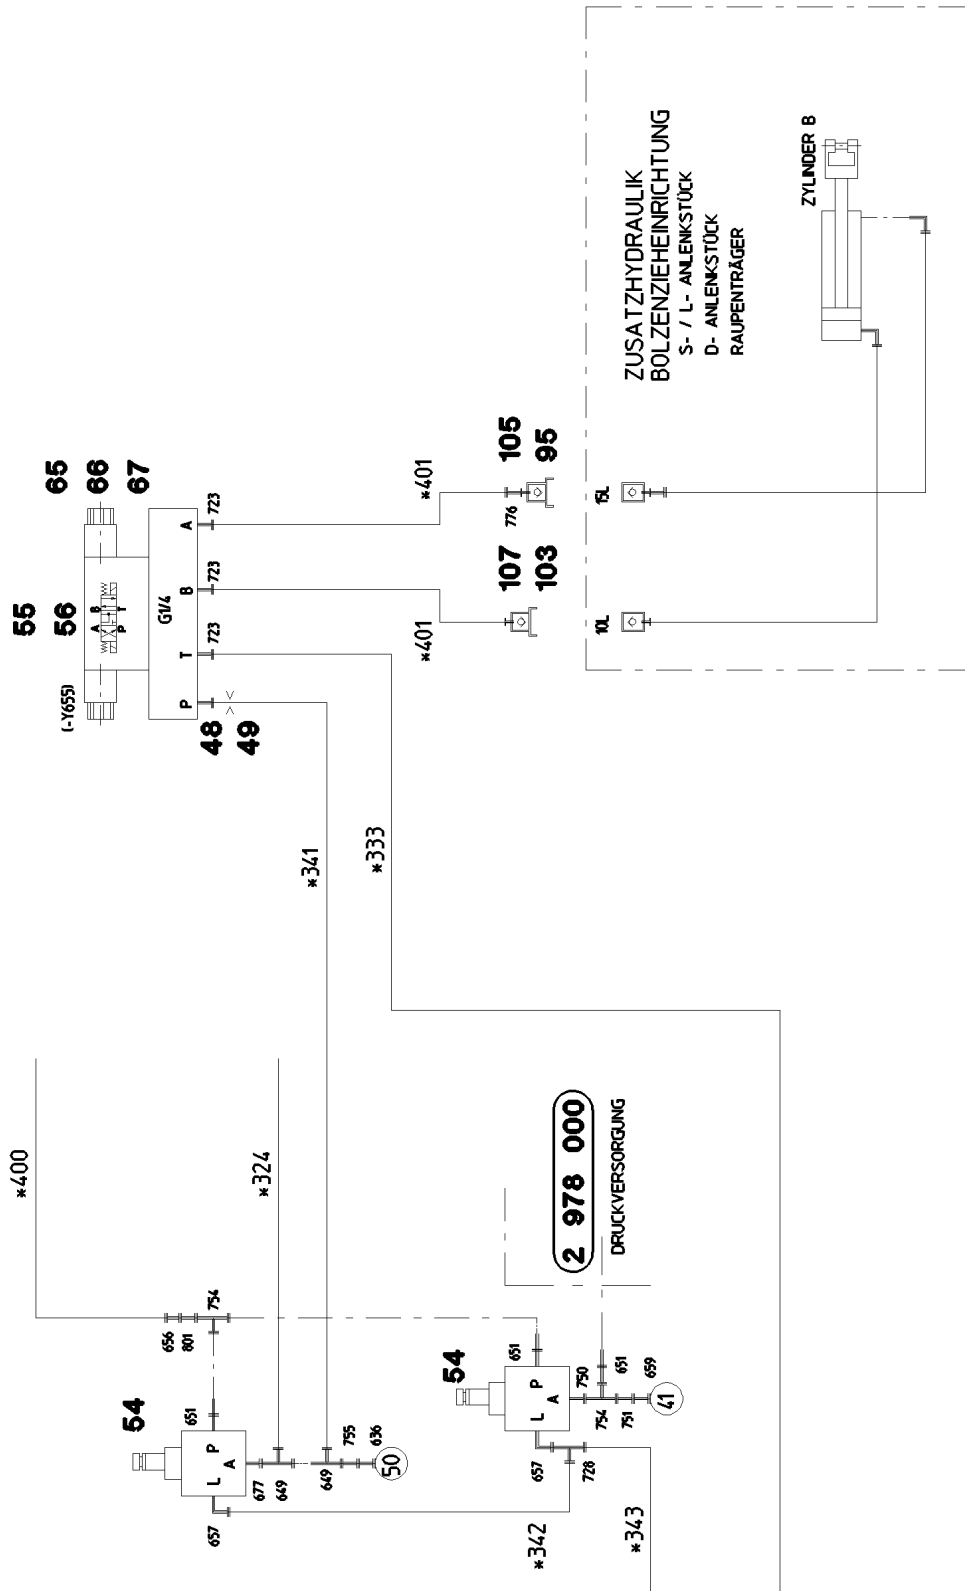 ZUSATZHYDRAULIK
BOLZENZIEHEINRICHTUNG
S- / L- ANLENKSTÜCK
D- ANLENKSTÜCK
RAUPENTRÄGER
ZYLINDER B
15L
10L
105
95
776
107
103
*401
*401
65
66
67
55
56
A B
P T
(-Y655)
G1/4
A
B
T
P
723
723
723
48
49
*341
*333
*400
*324
2 978 000
DRUCKVERSORGUNG
754
656
801
54
651
L P
A
657
677
649
649
755
636
50
54
651
L P
A
750
651
754
751
659
41
657
728
*342
*343